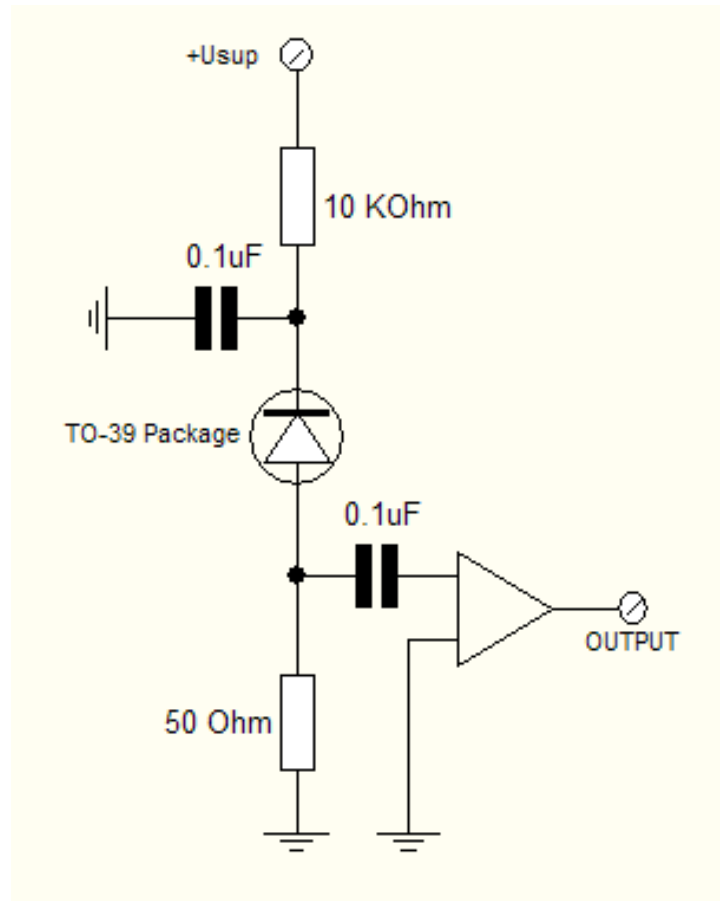 +Usup
10 KOhm
0.1uF
TO-39 Package
0.1uF
OUTPUT
50 Ohm